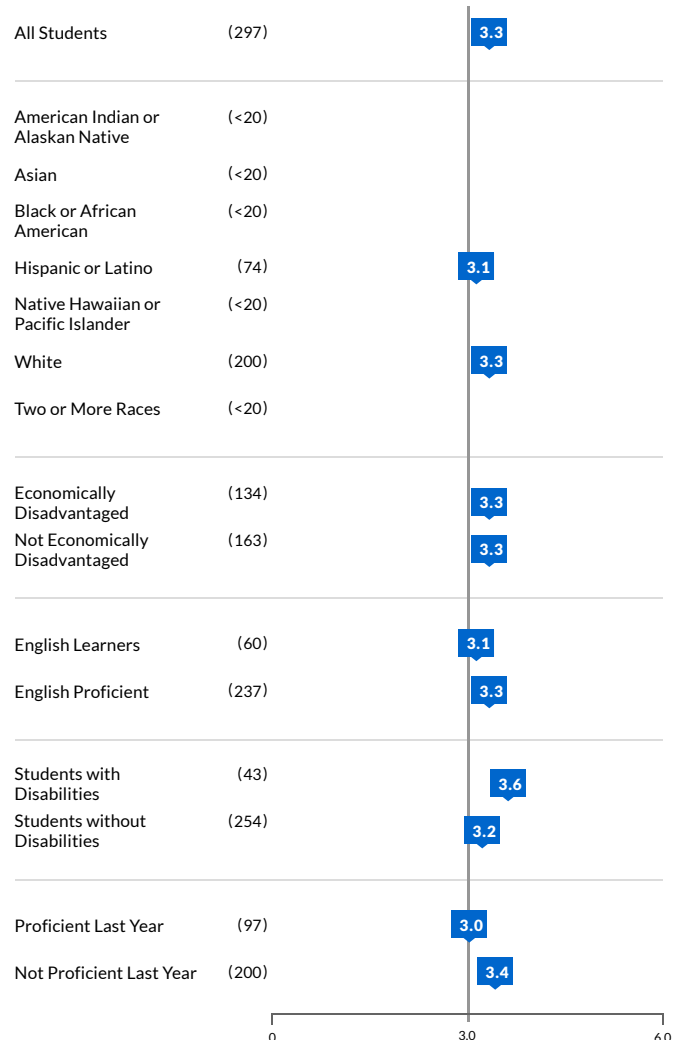 All Students (297) 3.3
American Indian or (<20)
Alaskan Native
Asian (<20)
Black or African (<20)
American
Hispanic or Latino (74) 3.1
Native Hawaiian or (<20)
Pacific Islander
White (200) 3.3
Two or More Races (<20)
Economically (134) 3.3
Disadvantaged
Not Economically (163) 3.3
Disadvantaged
English Learners (60) 3.1
English Proficient (237) 3.3
Students with (43) 3.6
Disabilities
Students without (254) 3.2
Disabilities
Proficient Last Year (97) 3.0
Not Proficient Last Year (200) 3.4
0 3.0 6.0